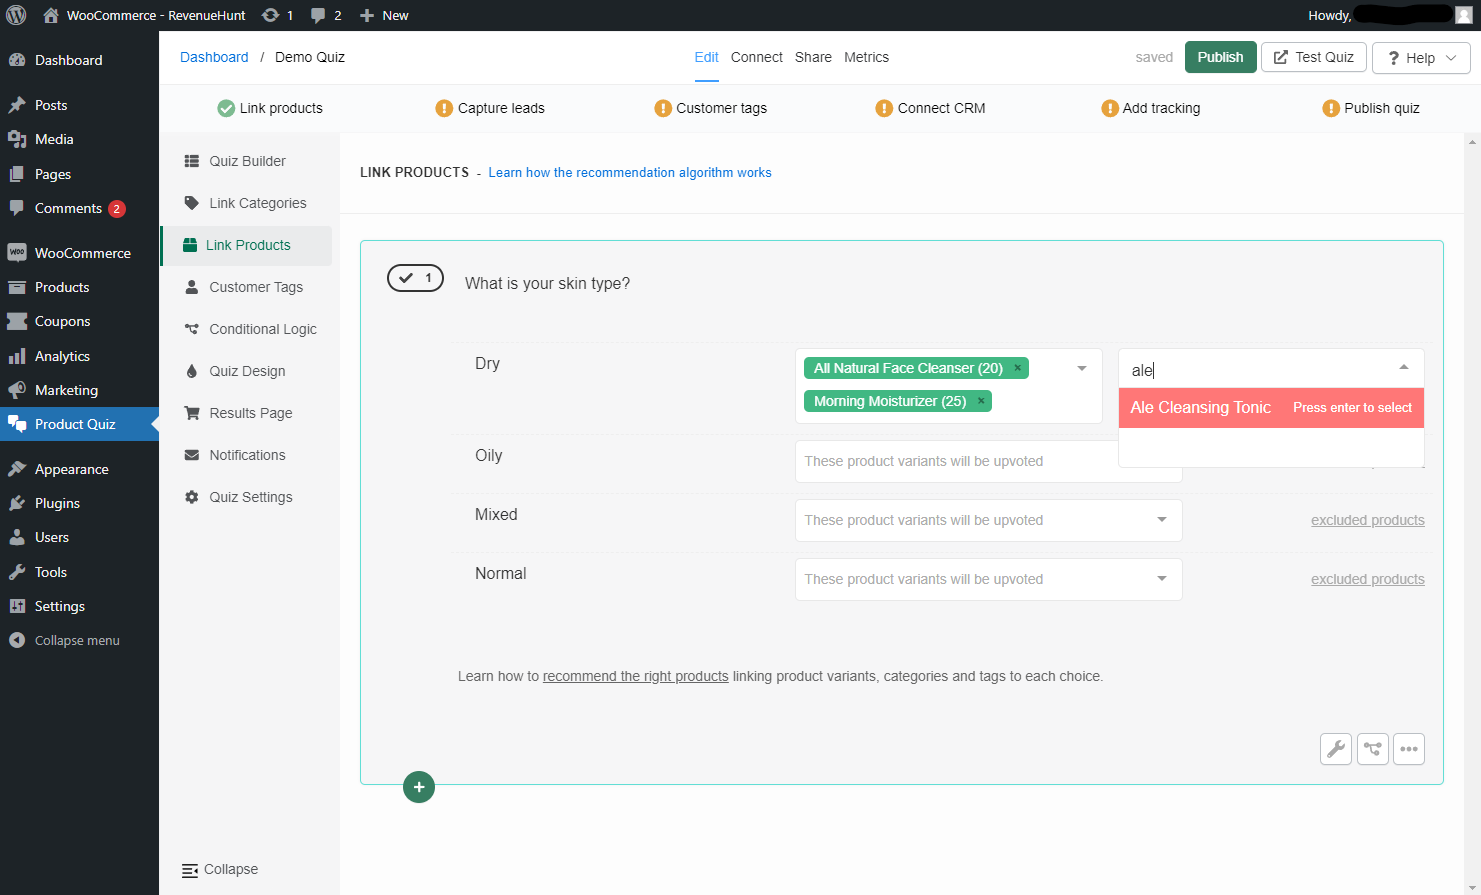 WooCommerce - RevenueHunt 1 2 New Howdy,
Dashboard
Posts
Media
Pages
Comments 2
WooCommerce
Products
Coupons
Analytics
Marketing
Product Quiz
Appearance
Plugins
Users
Tools
Settings
Collapse menu
Dashboard / Demo Quiz Edit Connect Share Metrics saved Publish Test Quiz ? Help
Link products Capture leads Customer tags Connect CRM Add tracking Publish quiz
Quiz Builder
Link Categories
Link Products
Customer Tags
Conditional Logic
Quiz Design
Results Page
Notifications
Quiz Settings
Collapse
LINK PRODUCTS - Learn how the recommendation algorithm works
1 What is your skin type?
Dry All Natural Face Cleanser (20) × ale
Morning Moisturizer (25) × Ale Cleansing Tonic Press enter to select
Oily These product variants will be upvoted
Mixed These product variants will be upvoted excluded products
Normal These product variants will be upvoted excluded products
Learn how to recommend the right products linking product variants, categories and tags to each choice.